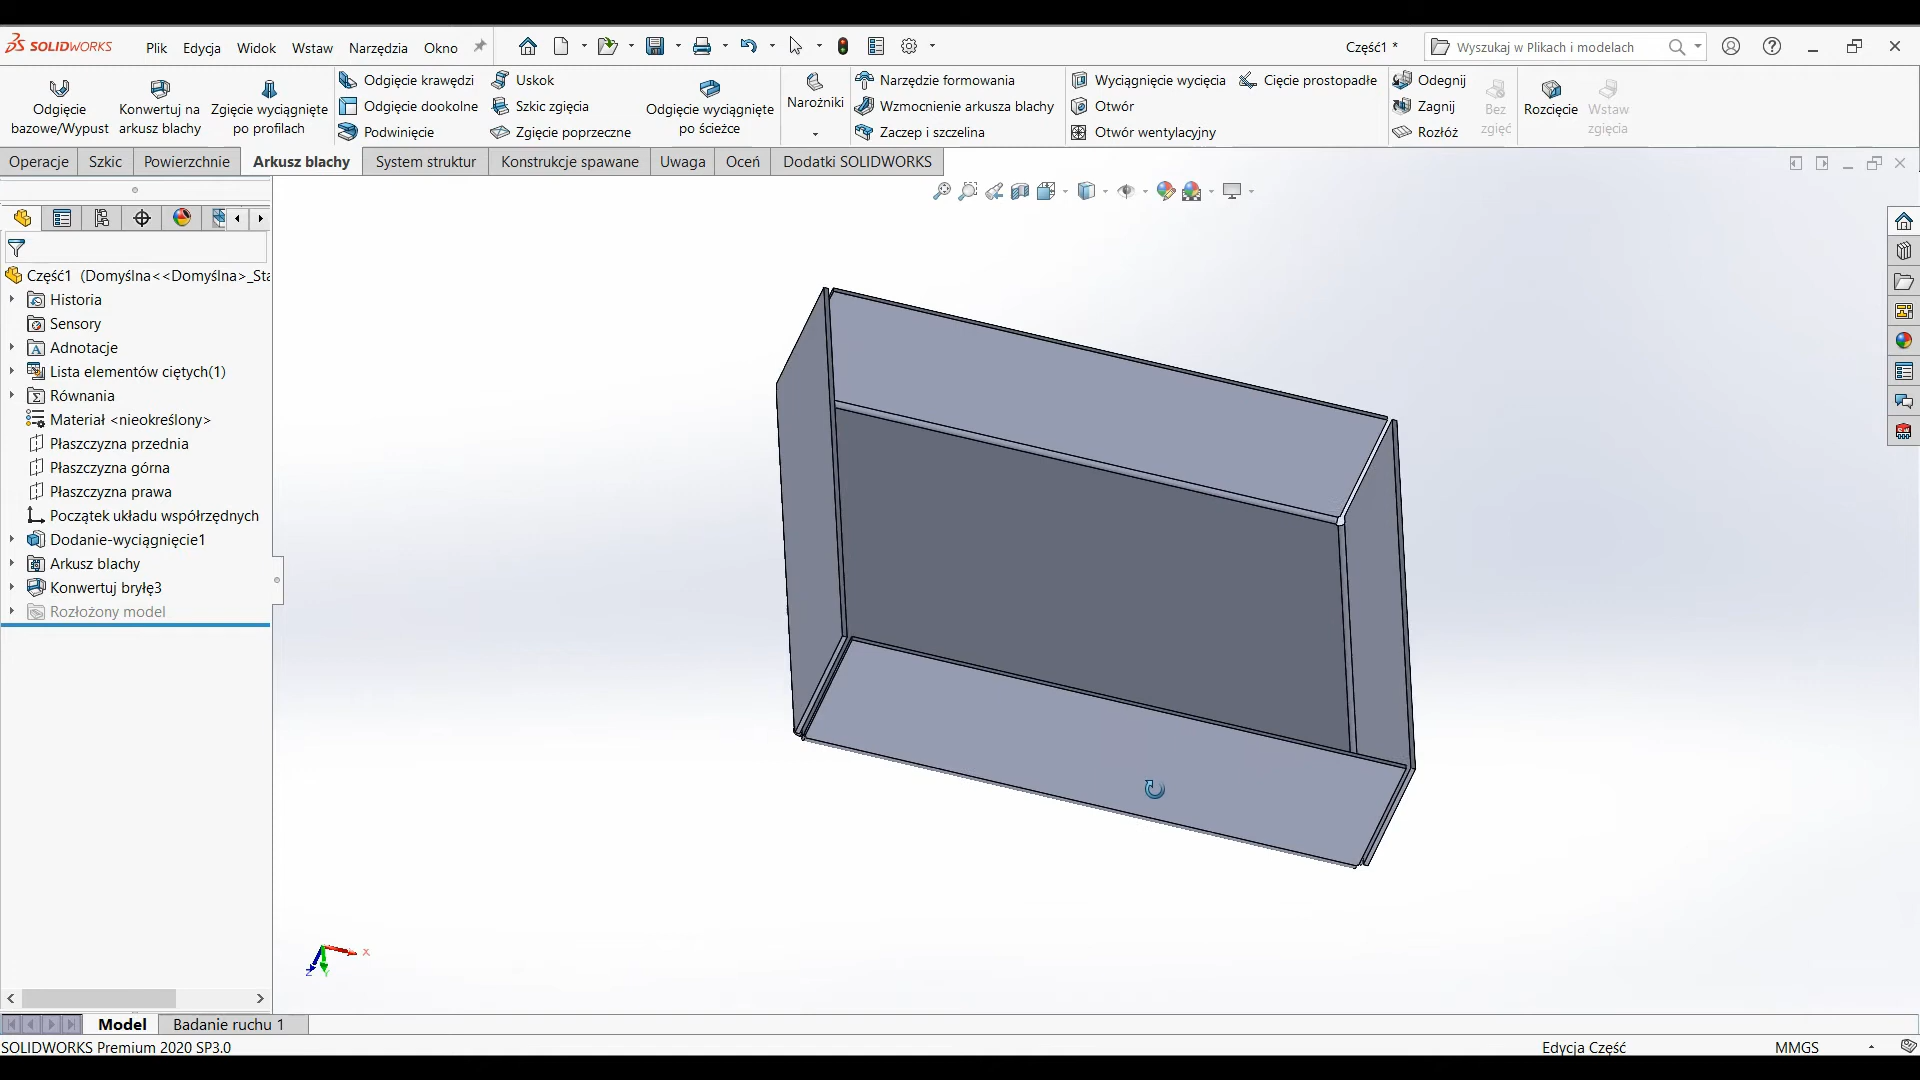 SOLIDWORKS Plik Edycja Widok Wstaw Narzędzia Okno Część1 * Wyszukaj w Plikach i modelach
Odgięcie bazowe/Wypust
Konwertuj na arkusz blachy
Zgięcie wyciągnięte po profilach
Odgięcie krawędzi
Odgięcie dookolne
Podwinięcie
Uskok
Szkic zgięcia
Zgięcie poprzeczne
Odgięcie wyciągnięte po ścieżce
Narożniki
Narzędzie formowania
Wzmocnienie arkusza blachy
Zaczep i szczelina
Wyciągnięcie wycięcia
Otwór
Otwór wentylacyjny
Cięcie prostopadłe
Odegnij
Zagnij
Rozłóż
Bez zgięć
Rozcięcie
Wstaw zgięcia
Operacje Szkic Powierzchnie Arkusz blachy System struktur Konstrukcje spawane Uwaga Oceń Dodatki SOLIDWORKS
Część1 (Domyślna<<Domyślna>_Sta
Historia
Sensory
Adnotacje
Lista elementów ciętych(1)
Równania
Materiał <nieokreślony>
Płaszczyzna przednia
Płaszczyzna górna
Płaszczyzna prawa
Początek układu współrzędnych
Dodanie-wyciągnięcie1
Arkusz blachy
Konwertuj bryłę3
Rozłożony model
X
Z Y
Model Badanie ruchu 1
SOLIDWORKS Premium 2020 SP3.0 Edycja Część MMGS